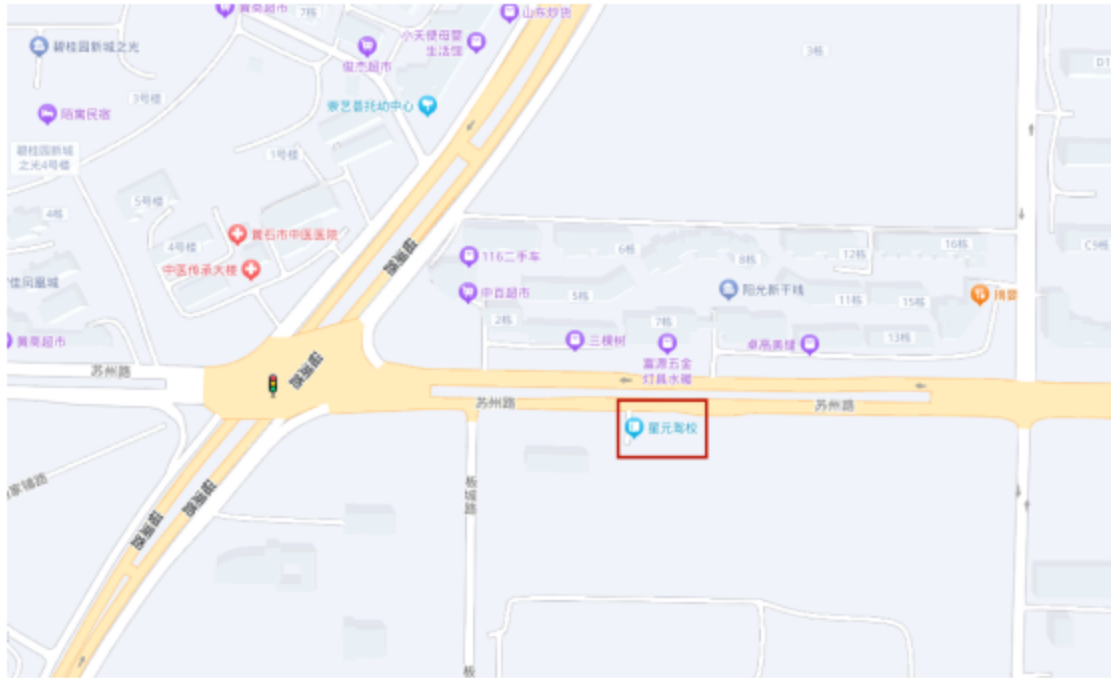 黄商超市
7栋
山东炒货
碧桂园新城之光
俊杰超市
小天使母婴
生活馆
3栋
D1
陌寓民宿
3号楼
崇艺荟托幼中心
碧桂园新城
之光4号楼
1号楼
5号楼
4栋
4号楼
黄石市中医医院
中医传承大楼
佳凤凰城
116二手车
6栋
8栋
12栋
16栋
C9栋
中百超市
5栋
阳光新干线
11栋
15栋
2栋
7栋
13栋
黄商超市
三棵树
富源五金
灯具水暖
卓高美缝
苏州路
苏州路
苏州路
星元驾校
板城路
板